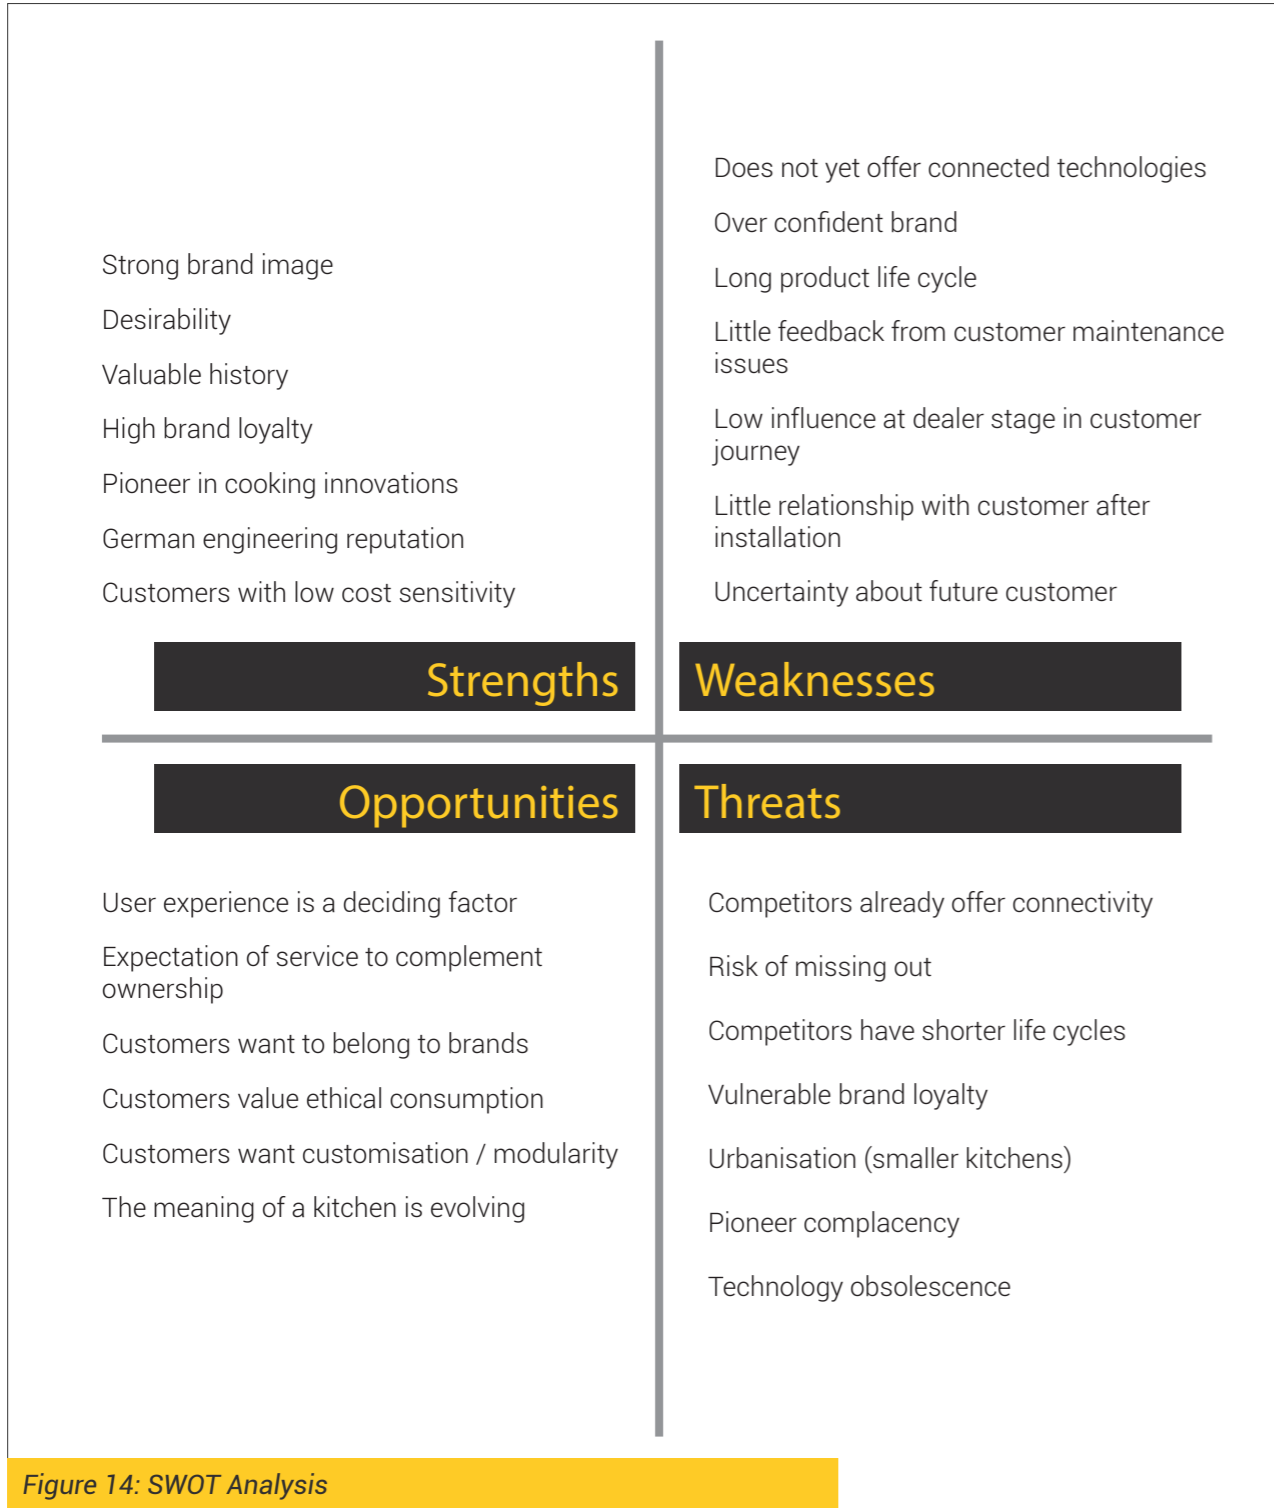 Strong brand image
Desirability
Valuable history
High brand loyalty
Pioneer in cooking innovations
German engineering reputation
Customers with low cost sensitivity
Strengths
Does not yet offer connected technologies
Over confident brand
Long product life cycle
Little feedback from customer maintenance
issues
Low influence at dealer stage in customer
journey
Little relationship with customer after
installation
Uncertainty about future customer
Weaknesses
Opportunities
User experience is a deciding factor
Expectation of service to complement
ownership
Customers want to belong to brands
Customers value ethical consumption
Customers want customisation / modularity
The meaning of a kitchen is evolving
Threats
Competitors already offer connectivity
Risk of missing out
Competitors have shorter life cycles
Vulnerable brand loyalty
Urbanisation (smaller kitchens)
Pioneer complacency
Technology obsolescence
Figure 14: SWOT Analysis